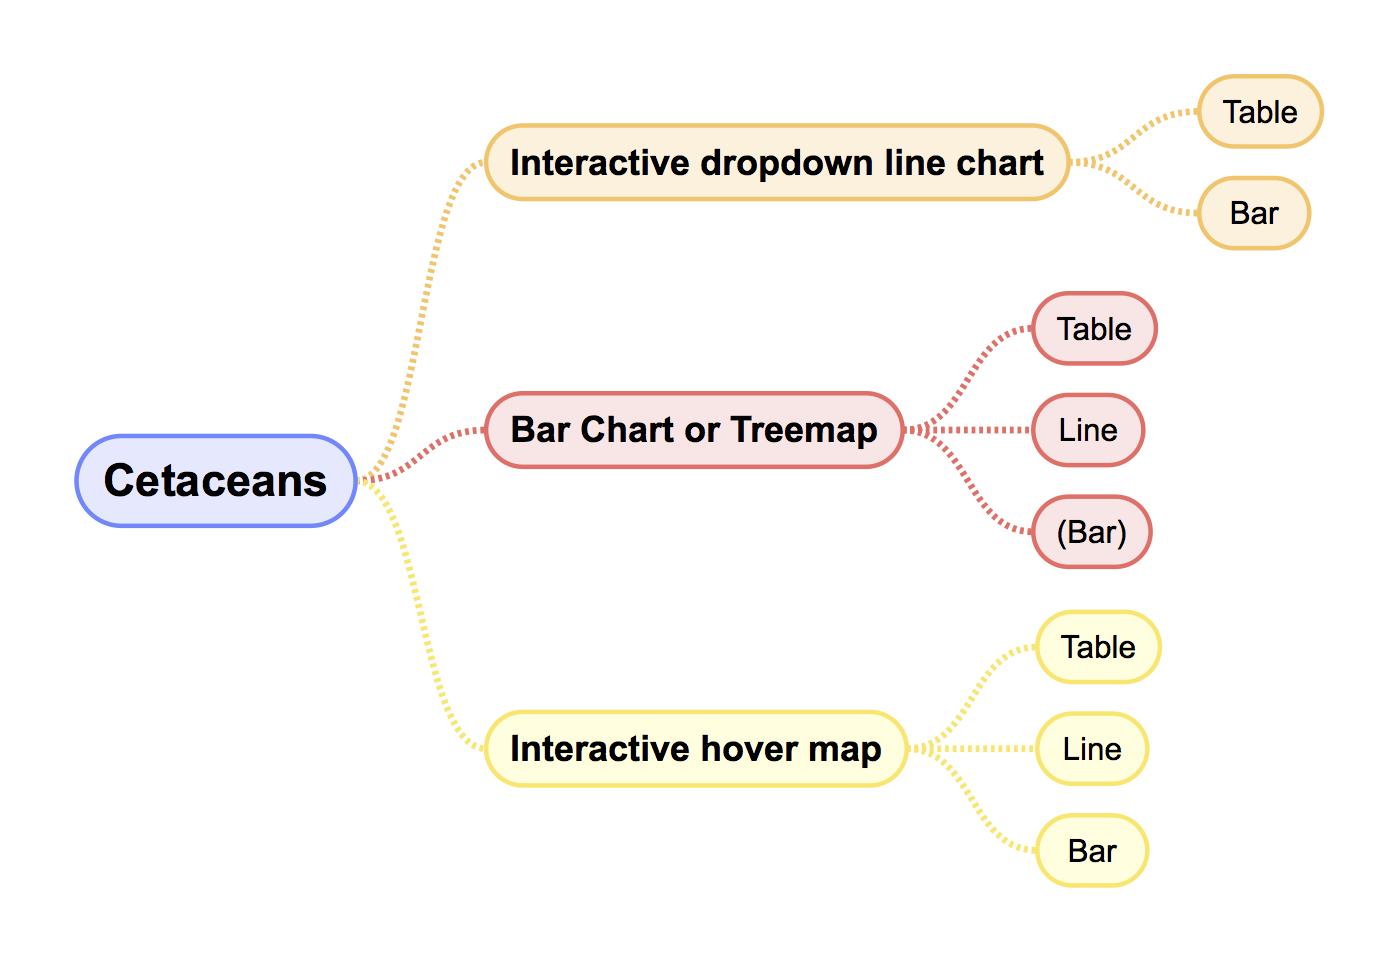 Cetaceans
Interactive dropdown line chart
Table
Bar
Bar Chart or Treemap
Table
Line
(Bar)
Interactive hover map
Table
Line
Bar